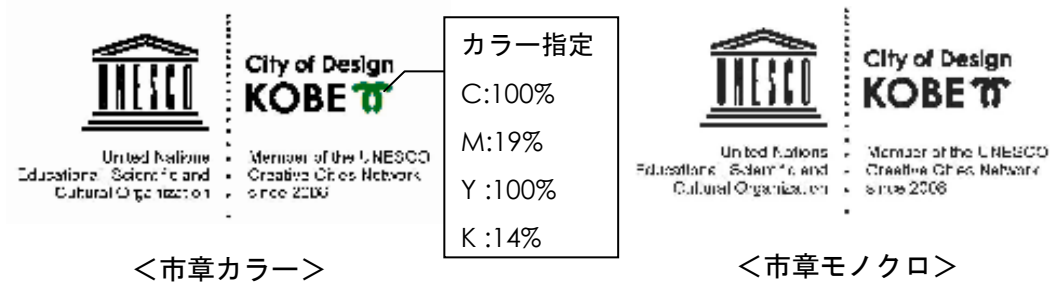 UNESCO
City of Design
KOBE
United Nations
Educational, Scientific and
Cultural Organization
Member of the UNESCO
Creative Cities Network
since 2008
<市章カラー>
カラー指定
C:100%
M:19%
Y :100%
K :14%
UNESCO
City of Design
KOBE
United Nations
Educational, Scientific and
Cultural Organization
Member of the UNESCO
Creative Cities Network
since 2008
<市章モノクロ>